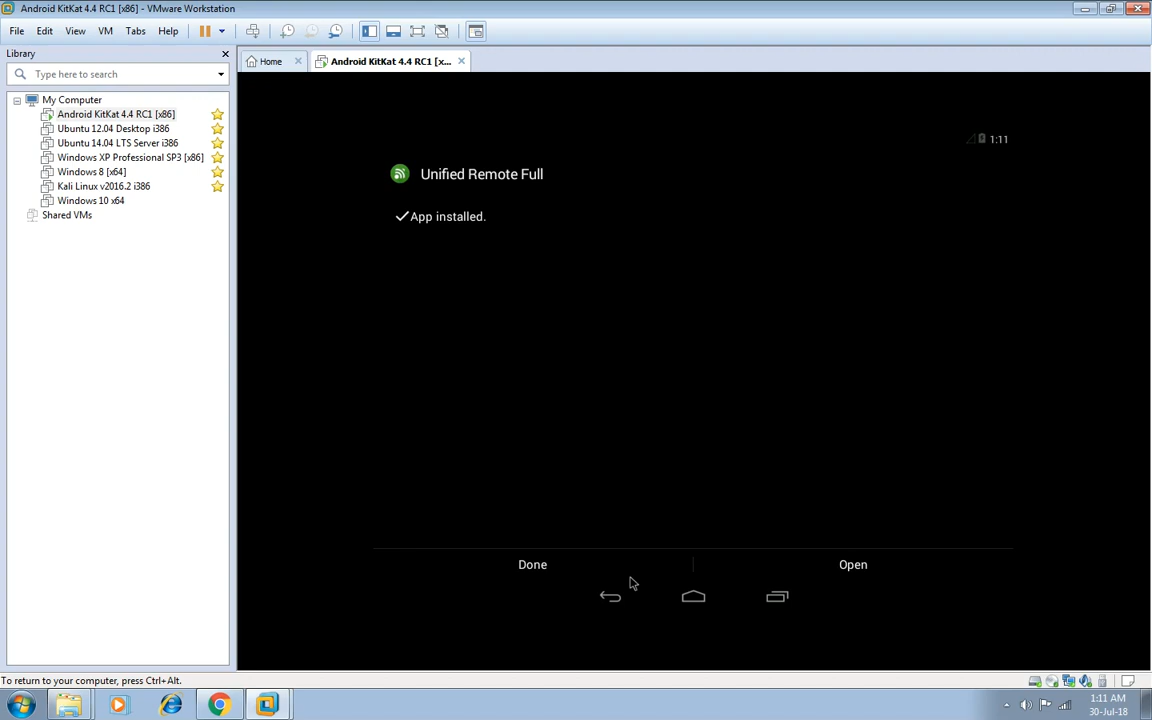 Android KitKat 4.4 RC1 [x86] - VMware Workstation
File Edit View VM Tabs Help
Library
Type here to search
My Computer
Android KitKat 4.4 RC1 [x86]
Ubuntu 12.04 Desktop i386
Ubuntu 14.04 LTS Server i386
Windows XP Professional SP3 [x86]
Windows 8 [x64]
Kali Linux v2016.2 i386
Windows 10 x64
Shared VMs
Home
Android KitKat 4.4 RC1 [x...
1:11
Unified Remote Full
App installed.
Done Open
To return to your computer, press Ctrl+Alt.
1:11 AM
30-Jul-18